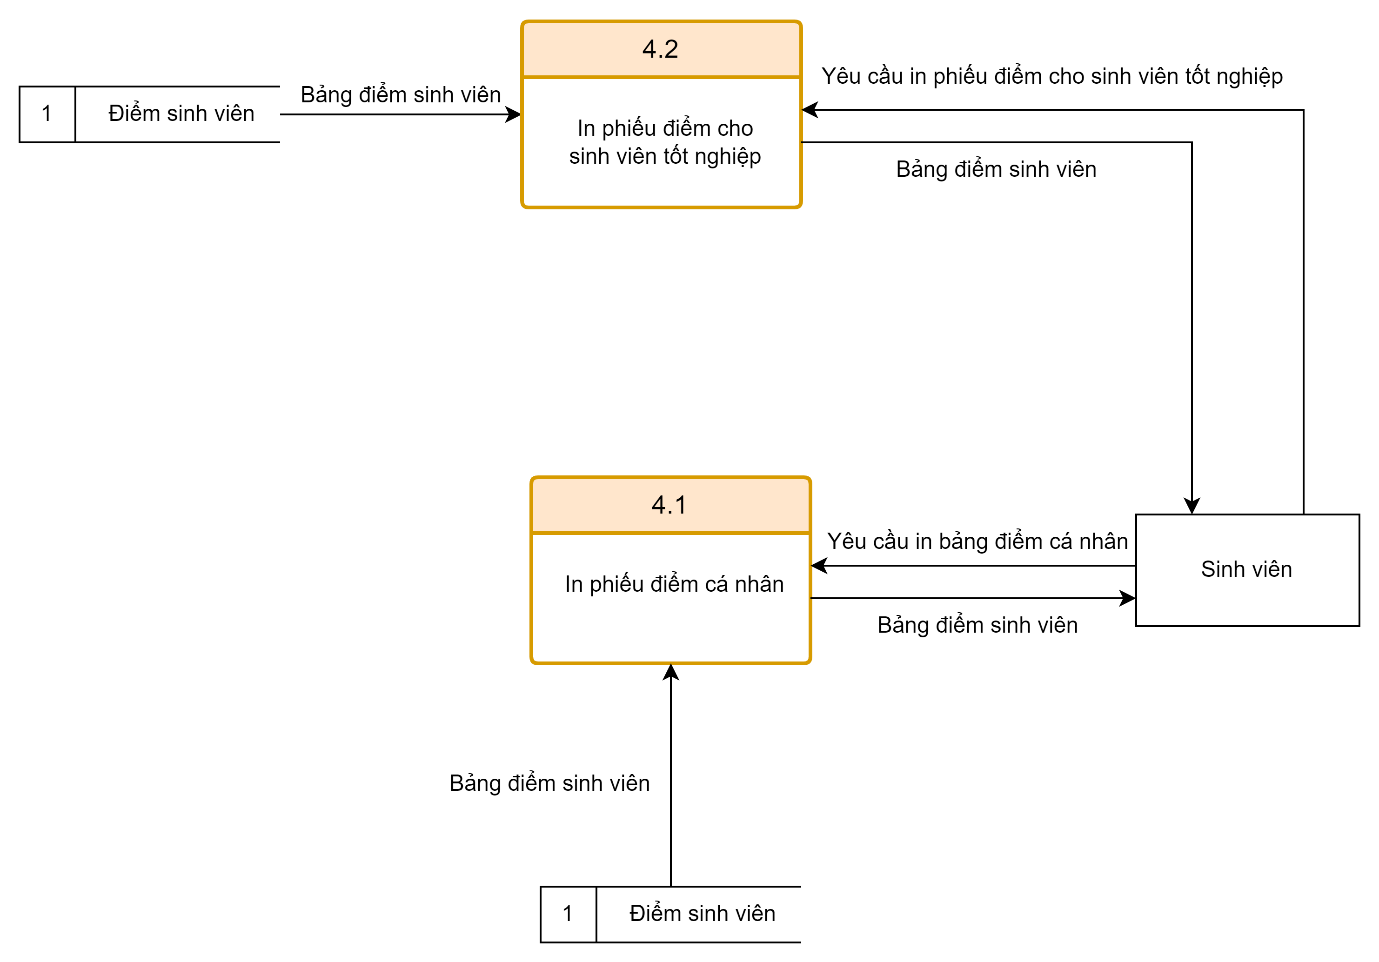 4.2
Yêu cầu in phiếu điểm cho sinh viên tốt nghiệp
Bảng điểm sinh viên
1
Điểm sinh viên
In phiếu điểm cho
sinh viên tốt nghiệp
Bảng điểm sinh viên
4.1
Yêu cầu in bảng điểm cá nhân
In phiếu điểm cá nhân
Sinh viên
Bảng điểm sinh viên
Bảng điểm sinh viên
1
Điểm sinh viên